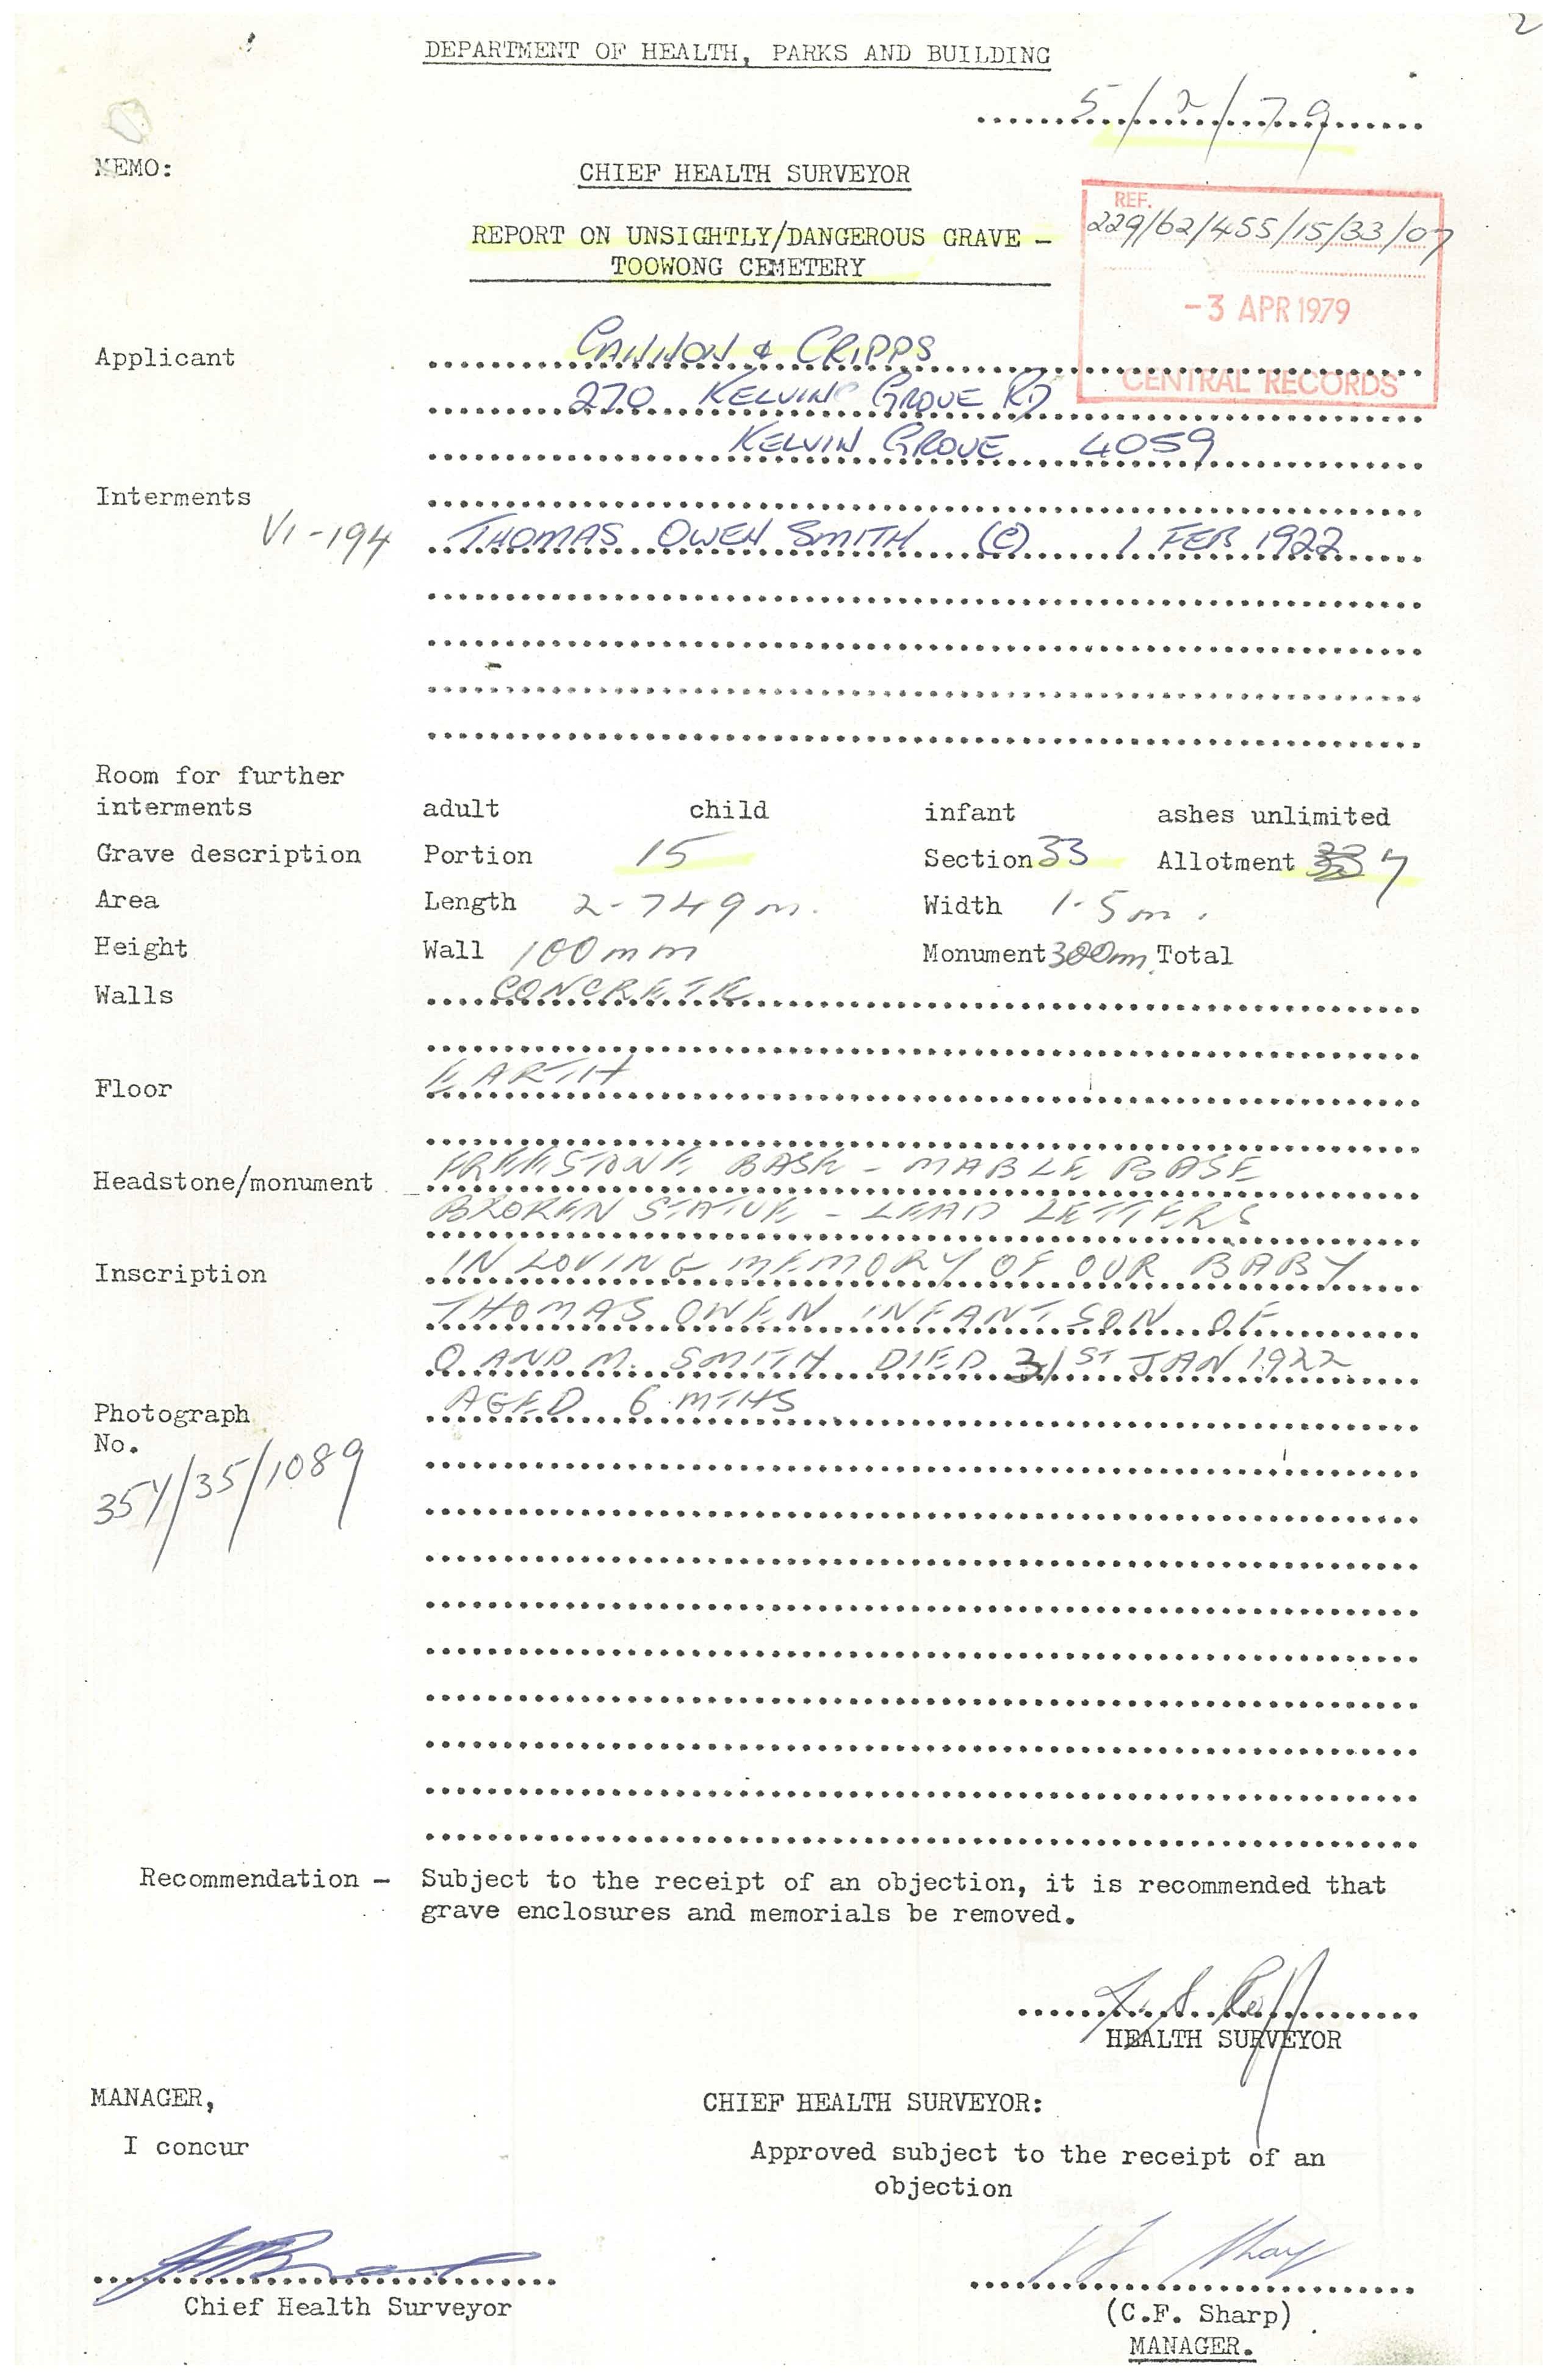 2
DEPARTMENT OF HEALTH, PARKS AND BUILDING
5/2/79
MEMO:
CHIEF HEALTH SURVEYOR
REF.
229/62/455/15/33/07
REPORT ON UNSIGHTLY/DANGEROUS GRAVE -
TOOWONG CEMETERY
-3 APR 1979
CENTRAL RECORDS
Applicant CANNON & CRIPPS
270 KELVIN GROVE RD
KELVIN GROVE 4059
Interments
V1-194 THOMAS OWEN SMITH (C) 1 FEB 1922
Room for further
interments adult child infant ashes unlimited
Grave description Portion 15 Section 33 Allotment 7
Area Length 2-749m. Width 1-5m.
Height Wall 100mm Monument 300mm Total
Walls CONCRETE
Floor EARTH
Headstone/monument FREESTONE BASE - MABLE BASE
BROKEN STATUE - LEAD LETTERS
Inscription IN LOVING MEMORY OF OUR BABY
THOMAS OWEN INFANT SON OF
O AND M. SMITH DIED 31ST JAN 1922
AGED 6 MTHS
Photograph
No.
354/35/1089
Recommendation - Subject to the receipt of an objection, it is recommended that
grave enclosures and memorials be removed.
HEALTH SURVEYOR
MANAGER, CHIEF HEALTH SURVEYOR:
I concur Approved subject to the receipt of an
objection
Chief Health Surveyor (C.F. Sharp)
MANAGER.